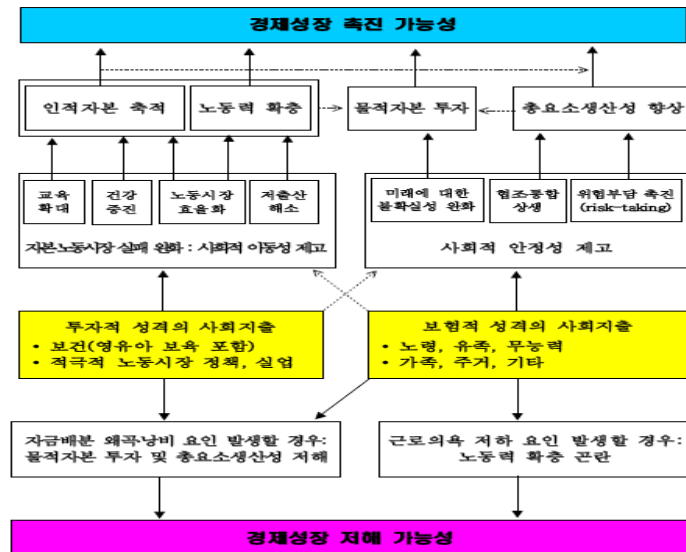 경제성장 촉진 가능성
인적자본 축적
노동력 확충
물적자본 투자
총요소생산성 향상
교육
확대
건강
증진
노동시장
효율화
저출산
해소
미래에 대한
불확실성 완화
협조·통합
상생
위험부담 촉진
(risk-taking)
자본노동시장 실패 완화 : 사회적 이동성 제고
사회적 안정성 제고
투자적 성격의 사회지출
• 보건(영유아 보육 포함)
• 적극적 노동시장 정책, 실업
보험적 성격의 사회지출
• 노령, 유족, 무능력
• 가족, 주거, 기타
자금배분 왜곡낭비 요인 발생할 경우:
물적자본 투자 및 총요소생산성 저해
근로의욕 저하 요인 발생할 경우:
노동력 확충 곤란
경제성장 저해 가능성